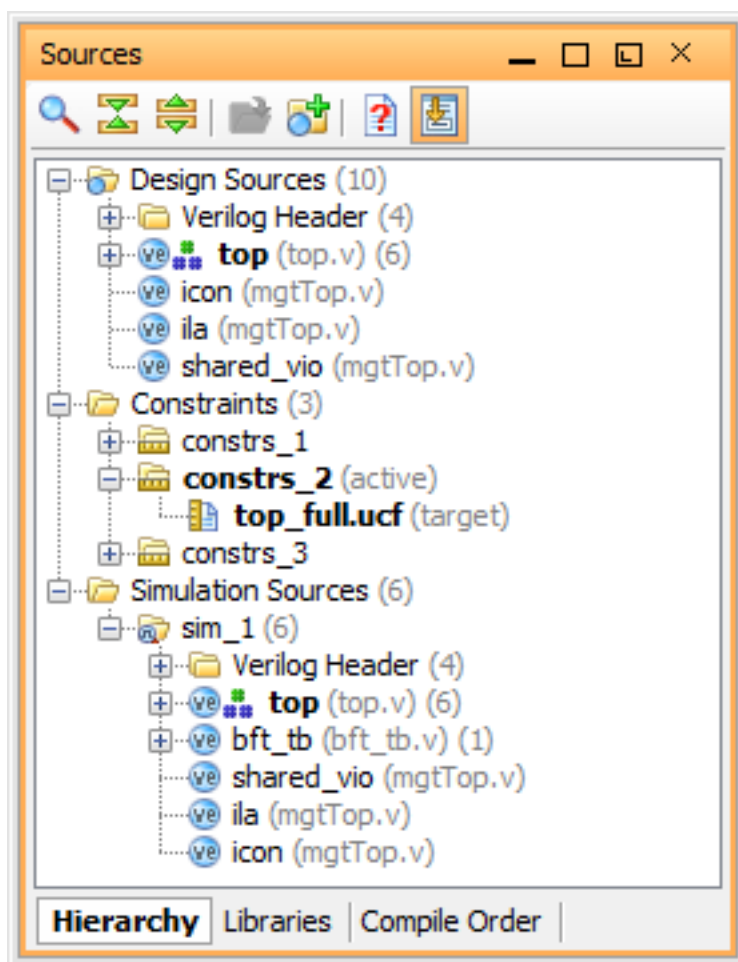 Sources
Design Sources (10)
Verilog Header (4)
top (top.v) (6)
icon (mgtTop.v)
ila (mgtTop.v)
shared_vio (mgtTop.v)
Constraints (3)
constrs_1
constrs_2 (active)
top_full.ucf (target)
constrs_3
Simulation Sources (6)
sim_1 (6)
Verilog Header (4)
top (top.v) (6)
bft_tb (bft_tb.v) (1)
shared_vio (mgtTop.v)
ila (mgtTop.v)
icon (mgtTop.v)
Hierarchy Libraries Compile Order